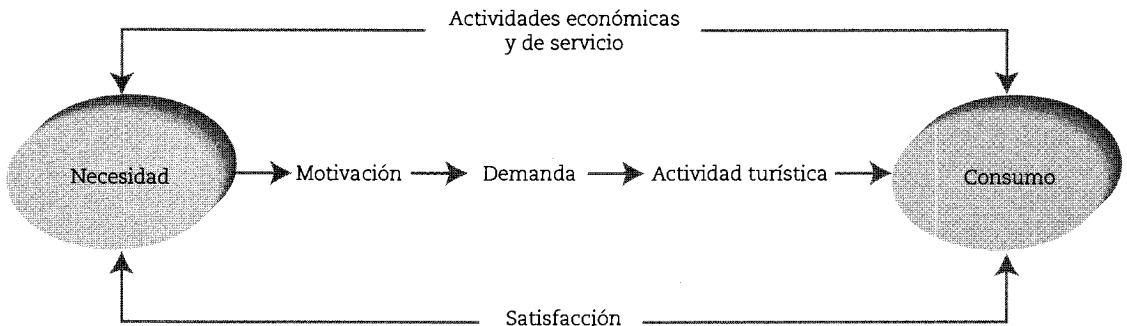 Actividades económicas
y de servicio
Necesidad
Motivación
Demanda
Actividad turística
Consumo
Satisfacción